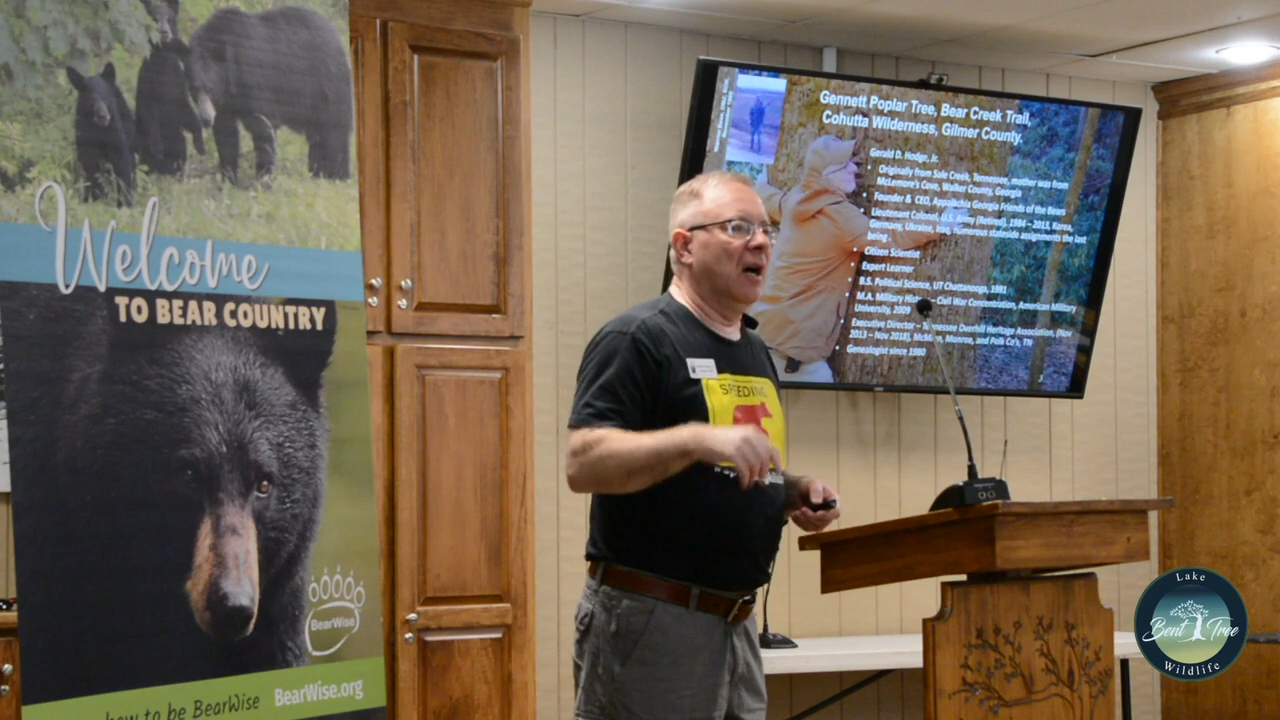 Welcome
TO BEAR COUNTRY
BearWise
how to be BearWise
BearWise.org
Gennett Poplar Tree, Bear Creek Trail,
Cohutta Wilderness, Gilmer County.
Gerald D. Hodge, Jr.
• Originally from Sale Creek, Tennessee, mother was from
McLemore's Cove, Walker County, Georgia
• Founder & CEO, Appalachia Georgia Friends of the Bears
• Lieutenant Colonel, U.S. Army (Retired), 1984 – 2013, Korea,
Germany, Ukraine, Iraq, numerous stateside assignments the last
being.
• Citizen Scientist
• Expert Learner
• B.S. Political Science, UT Chattanooga, 1991
• M.A. Military History – Civil War Concentration, American Military
University, 2009
• Executive Director – Tennessee Overhill Heritage Association, (Nov
2013 – Nov 2018), McMinn, Monroe, and Polk Co's, TN
• Genealogist since 1980
SPEEDING
Lake
Bent Tree
Wildlife